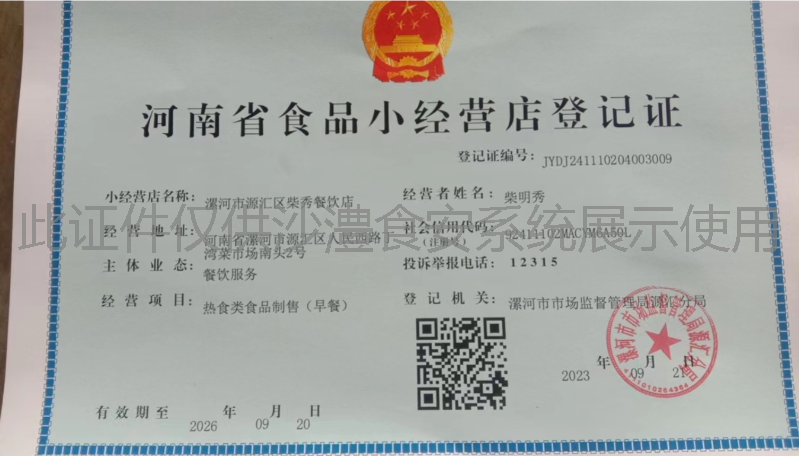 河南省食品小经营店登记证
登记证编号: JYDJ241110204003009
小经营店名称: 漯河市源汇区柴秀餐饮店
经营者姓名: 柴明秀
此证件仅供沙澧食安系统展示使用
经营地址: 河南省漯河市源汇区人民西路丁
湾菜市场南头2号
社会信用代码:
(注册号)
主体业态: 餐饮服务
投诉举报电话: 12315
经营项目: 热食类食品制售（早餐）
登记机关: 漯河市市场监督管理局源汇分局
2023 年 09 月 21 日
有效期至 2026 年 09 月 20 日